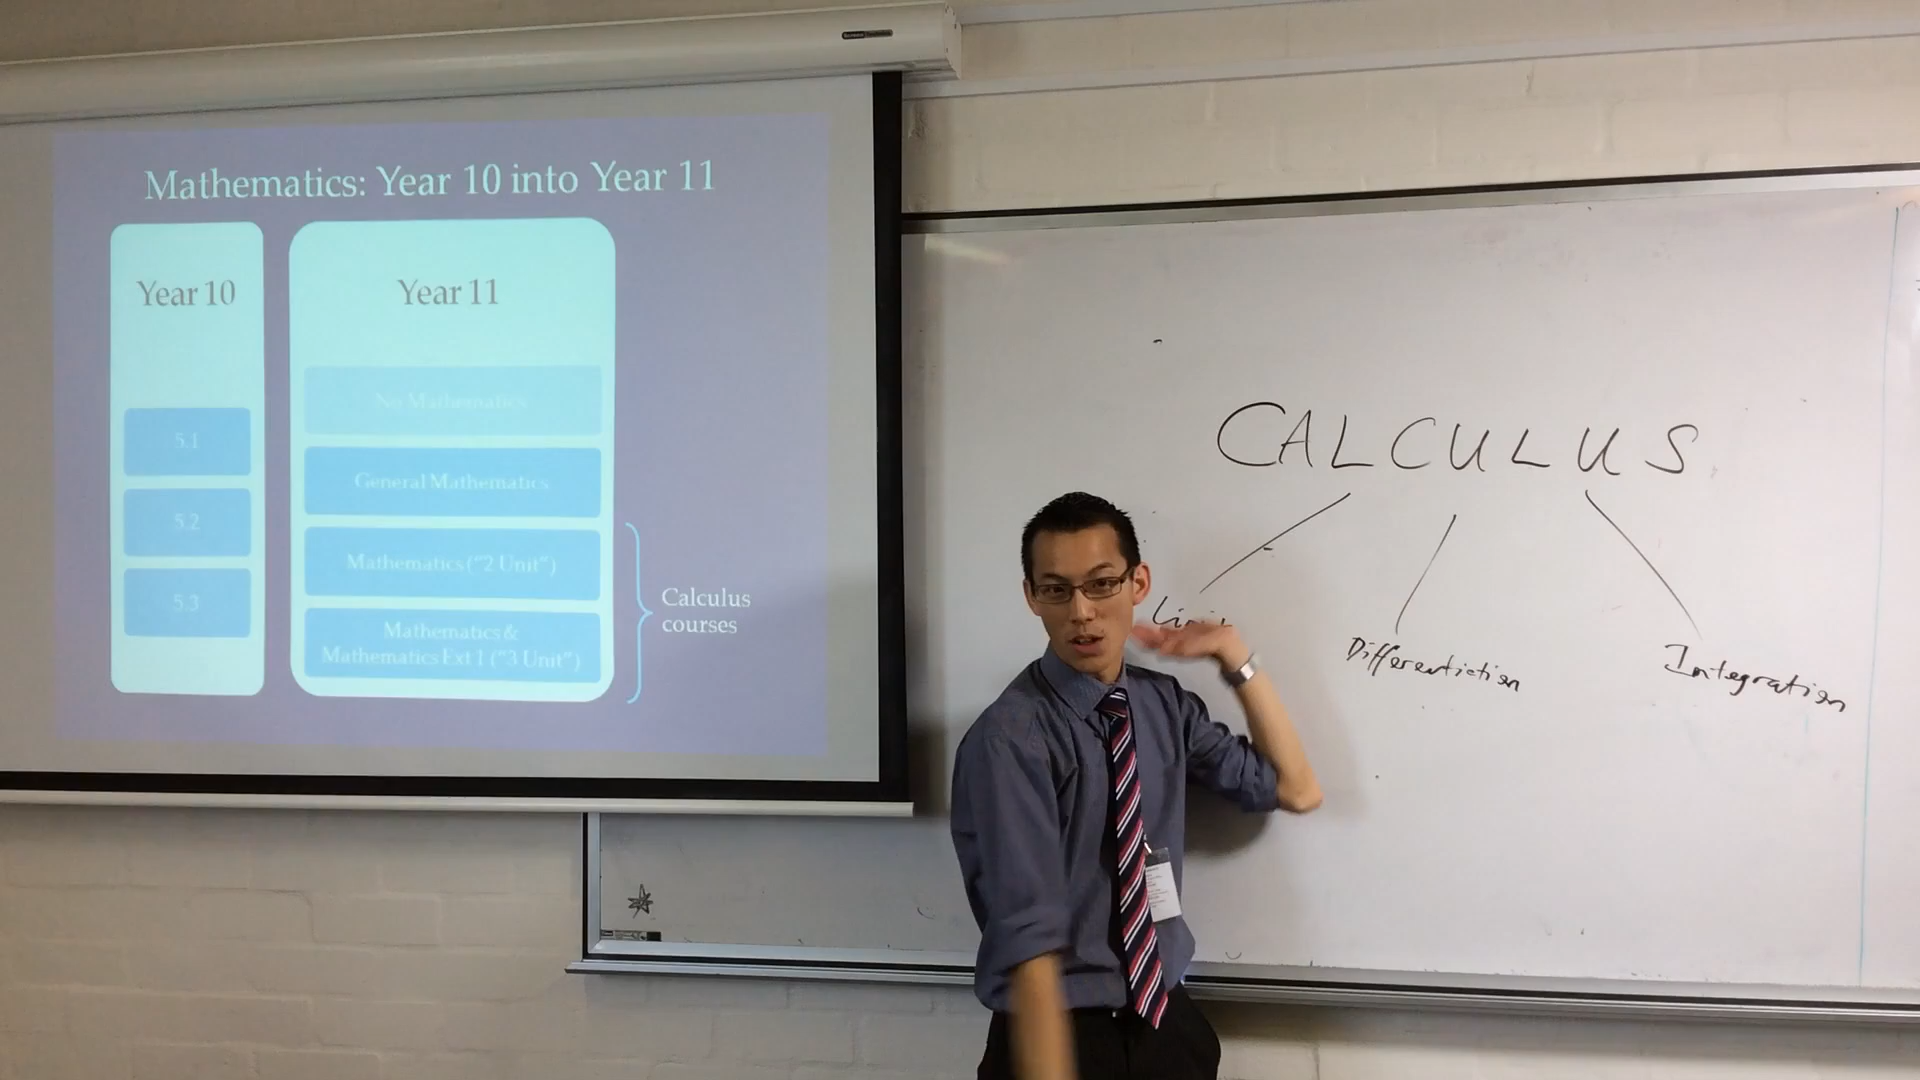 Mathematics: Year 10 into Year 11
Year 10
5.1
5.2
5.3
Year 11
No Mathematics
General Mathematics
Mathematics ("2 Unit")
Mathematics &
Mathematics Ext 1 ("3 Unit")
Calculus
courses
CALCULUS
Differentiction
Integration